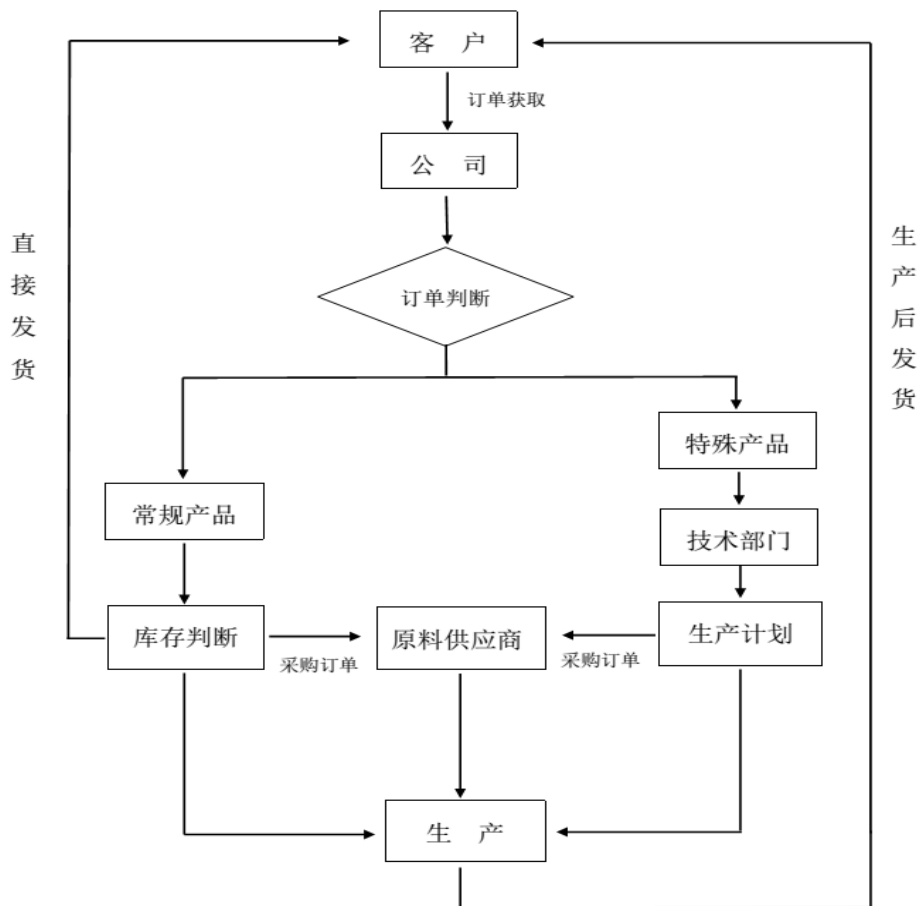 客 户
订单获取
公 司
直接发货
生产后发货
订单判断
特殊产品
常规产品
技术部门
库存判断
原料供应商
生产计划
采购订单
采购订单
生 产